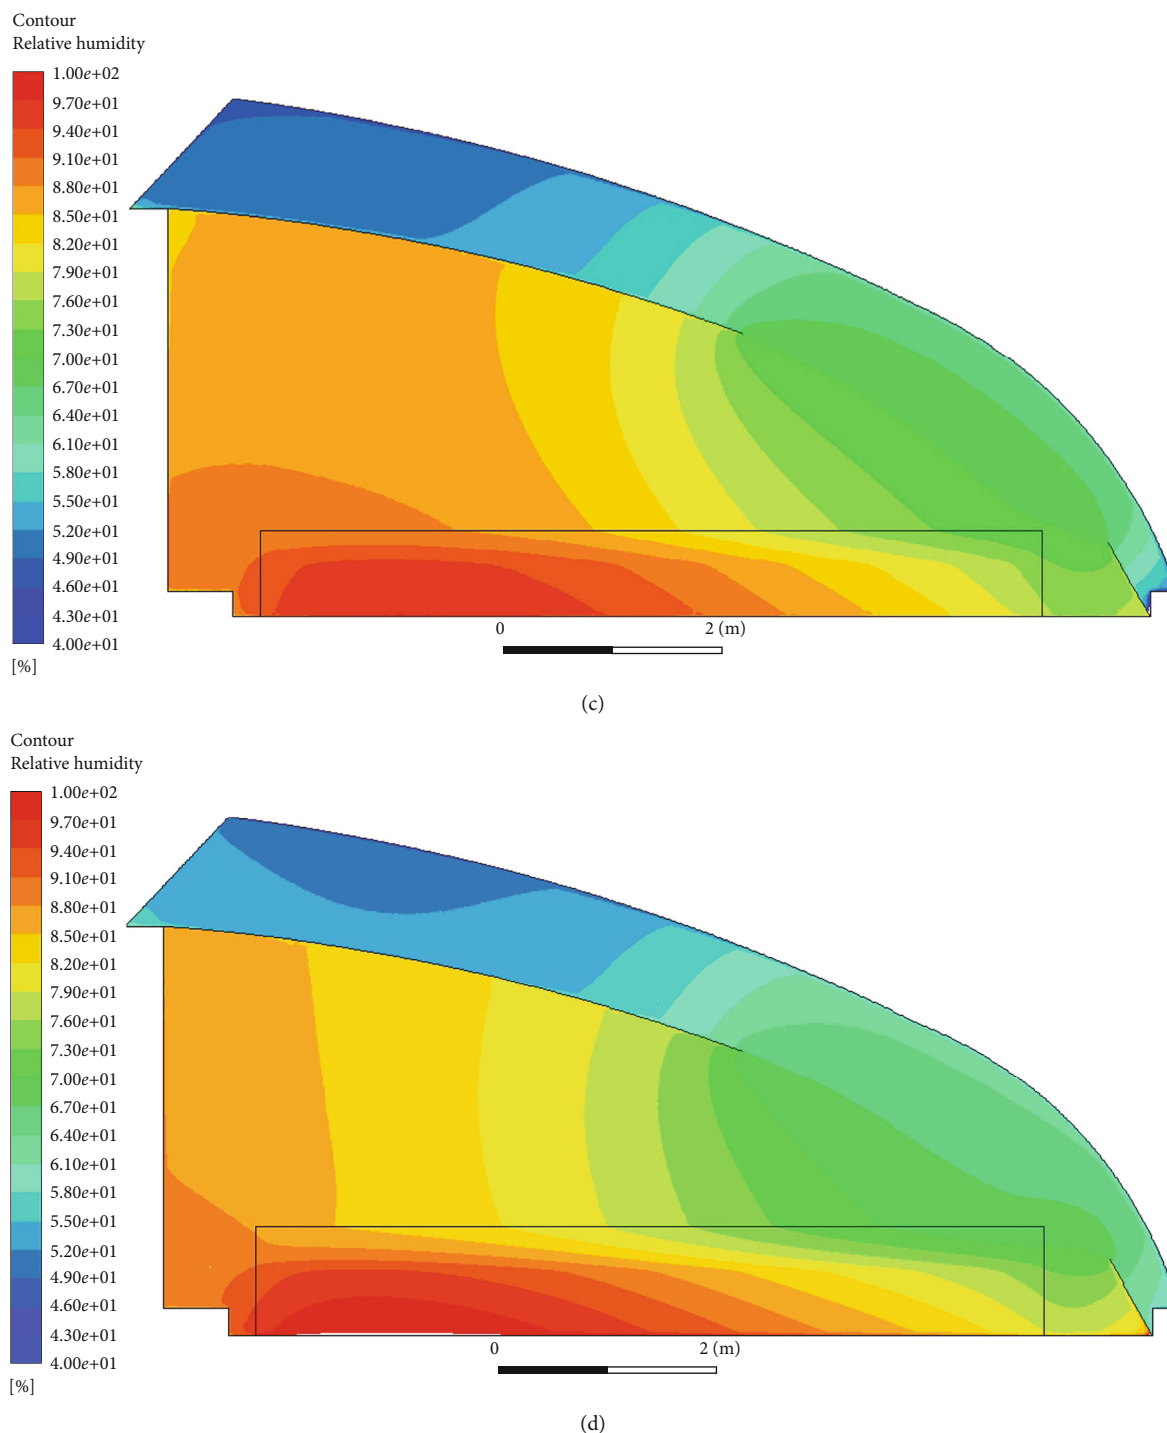 Contour
Relative humidity
1.00e+02
9.70e+01
9.40e+01
9.10e+01
8.80e+01
8.50e+01
8.20e+01
7.90e+01
7.60e+01
7.30e+01
7.00e+01
6.70e+01
6.40e+01
6.10e+01
5.80e+01
5.50e+01
5.20e+01
4.90e+01
4.60e+01
4.30e+01
4.00e+01
[%]
0 2 (m)
(c)
Contour
Relative humidity
1.00e+02
9.70e+01
9.40e+01
9.10e+01
8.80e+01
8.50e+01
8.20e+01
7.90e+01
7.60e+01
7.30e+01
7.00e+01
6.70e+01
6.40e+01
6.10e+01
5.80e+01
5.50e+01
5.20e+01
4.90e+01
4.60e+01
4.30e+01
4.00e+01
[%]
0 2 (m)
(d)